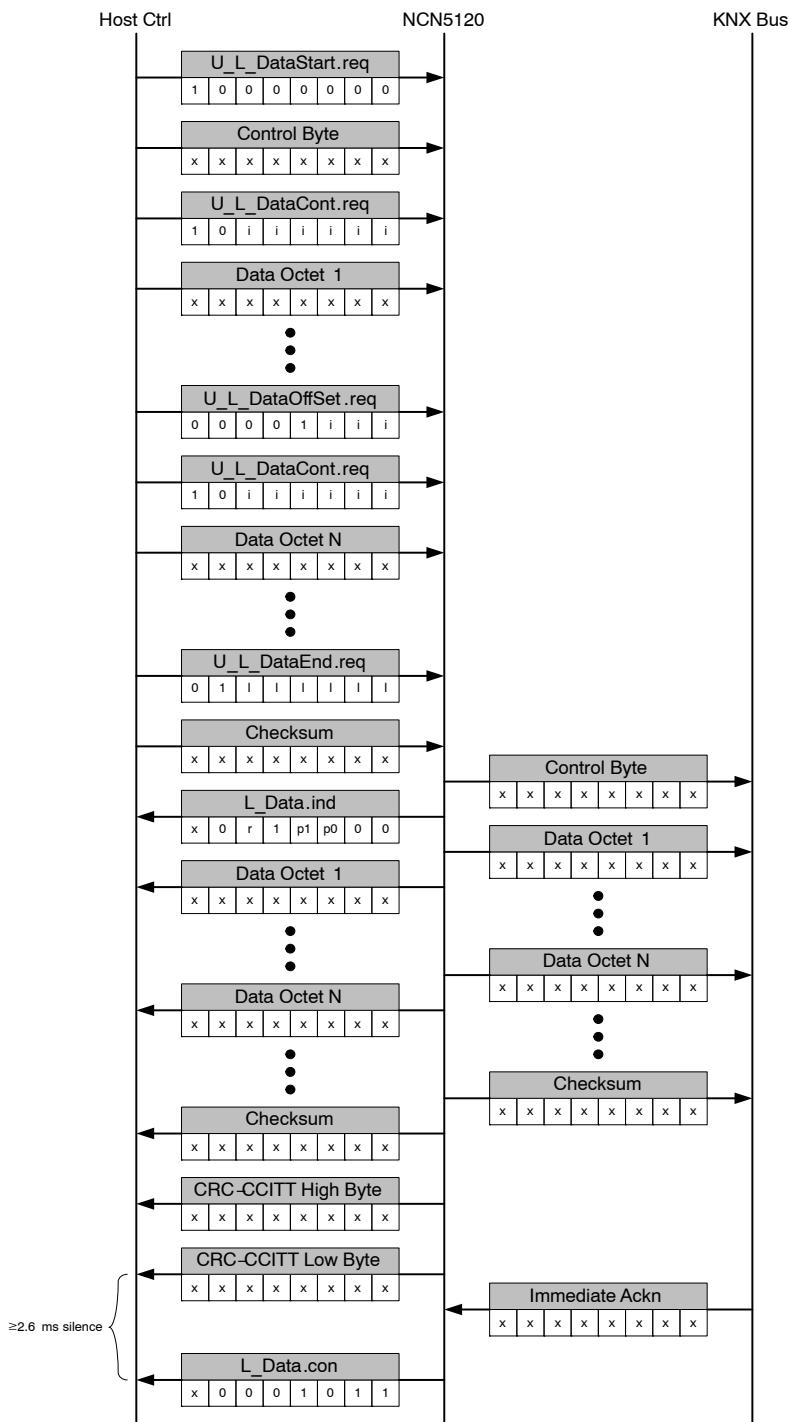 Host Ctrl NCN5120 KNX Bus
U_L_DataStart.req
1 0 0 0 0 0 0 0
Control Byte
x x x x x x x x
U_L_DataCont.req
1 0 i i i i i i
Data Octet 1
x x x x x x x x
U_L_DataOffSet.req
0 0 0 0 1 i i i
U_L_DataCont.req
1 0 i i i i i i
Data Octet N
x x x x x x x x
U_L_DataEnd.req
0 1 l l l l l l
Checksum
x x x x x x x x
Control Byte
x x x x x x x x
L_Data.ind
x 0 r 1 p1 p0 0 0
Data Octet 1
x x x x x x x x
Data Octet 1
x x x x x x x x
Data Octet N
x x x x x x x x
Data Octet N
x x x x x x x x
Checksum
x x x x x x x x
Checksum
x x x x x x x x
CRC-CCITT High Byte
x x x x x x x x
CRC-CCITT Low Byte
x x x x x x x x
Immediate Ackn
x x x x x x x x
≥2.6 ms silence
L_Data.con
x 0 0 0 1 0 1 1